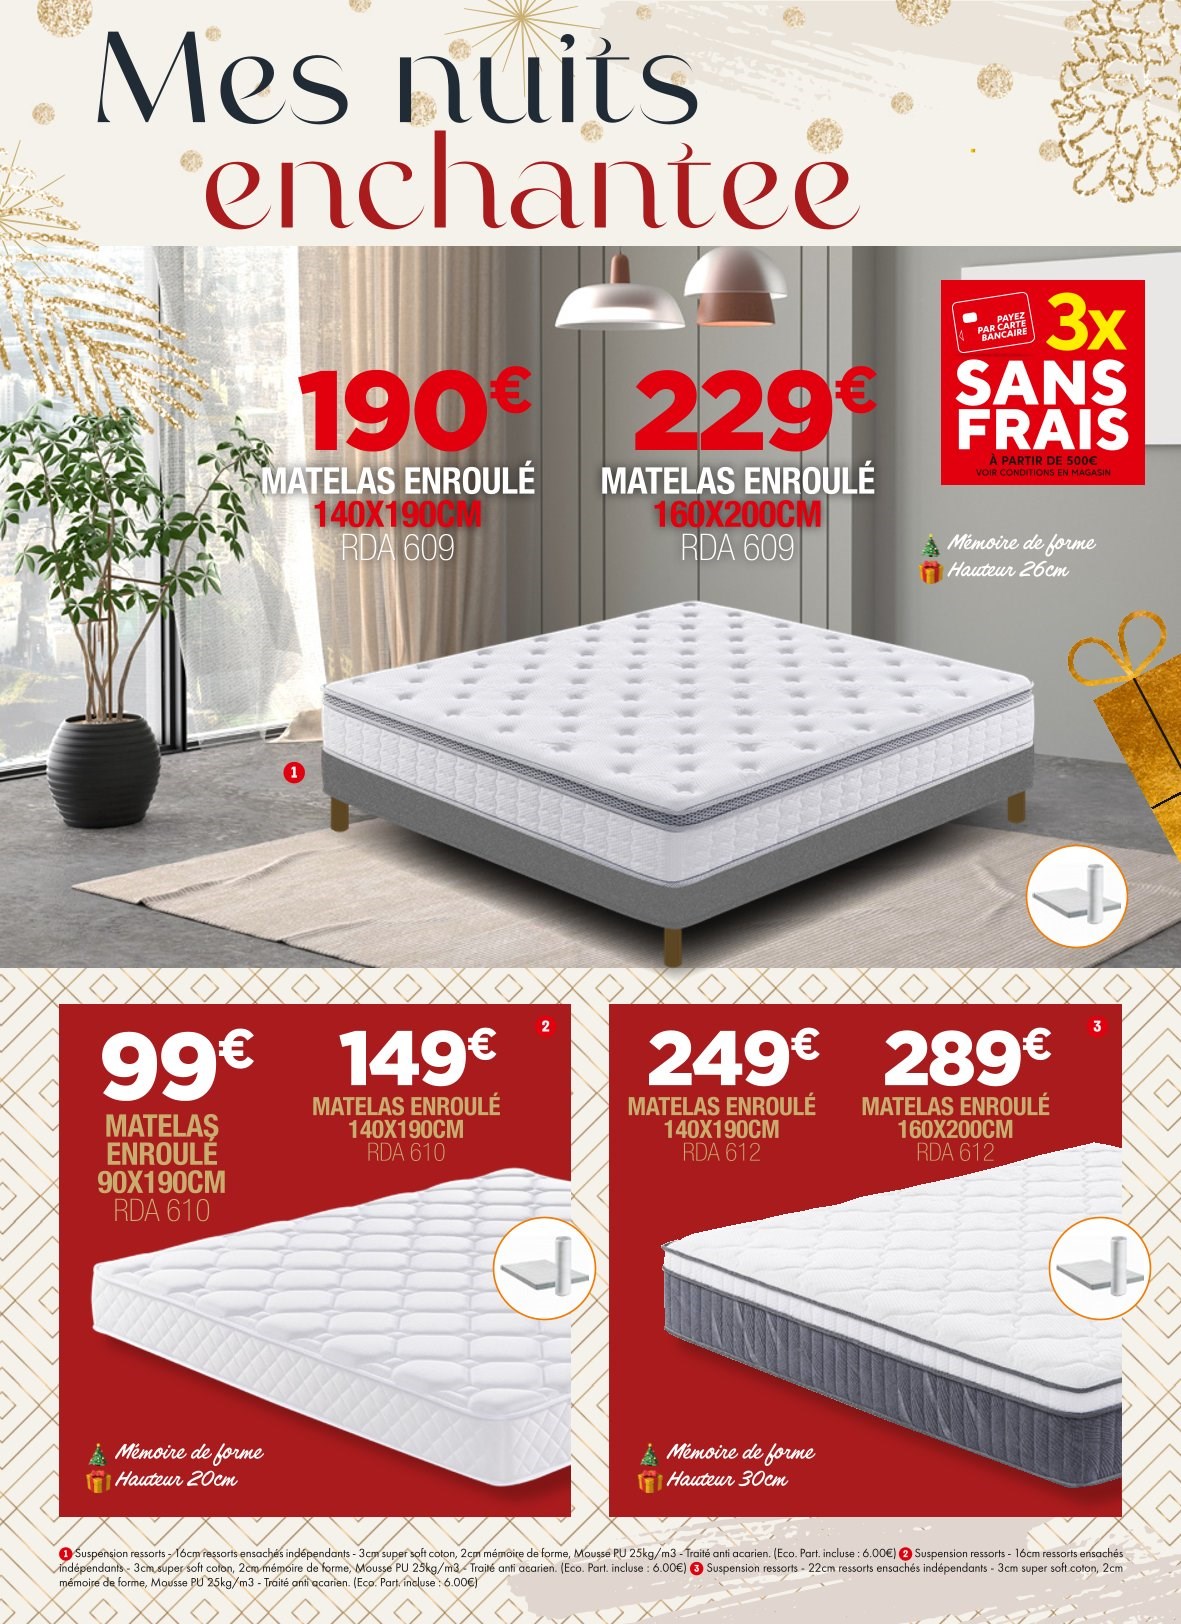 Mes nuits
enchantee
PAYEZ
PAR CARTE
BANCAIRE
3x
SANS
FRAIS
À PARTIR DE 500€
VOIR CONDITIONS EN MAGASIN
190€
MATELAS ENROULÉ
140X190CM
RDA 609
229€
MATELAS ENROULÉ
160X200CM
RDA 609
Mémoire de forme
Hauteur 26cm
1
99€
MATELAS
ENROULÉ
90X190CM
RDA 610
149€
MATELAS ENROULÉ
140X190CM
RDA 610
2
Mémoire de forme
Hauteur 20cm
249€
MATELAS ENROULÉ
140X190CM
RDA 612
289€
MATELAS ENROULÉ
160X200CM
RDA 612
3
Mémoire de forme
Hauteur 30cm
1 Suspension ressorts - 16cm ressorts ensachés indépendants - 3cm super soft coton, 2cm mémoire de forme, Mousse PU 25kg/m3 - Traité anti acarien. (Eco. Part. incluse : 6.00€) 2 Suspension ressorts - 16cm ressorts ensachés
indépendants - 3cm super soft coton, 2cm mémoire de forme, Mousse PU 25kg/m3 - Traité anti acarien. (Eco. Part. incluse : 6.00€) 3 Suspension ressorts - 22cm ressorts ensachés indépendants - 3cm super soft coton, 2cm
mémoire de forme, Mousse PU 25kg/m3 - Traité anti acarien. (Eco. Part. incluse : 6.00€)